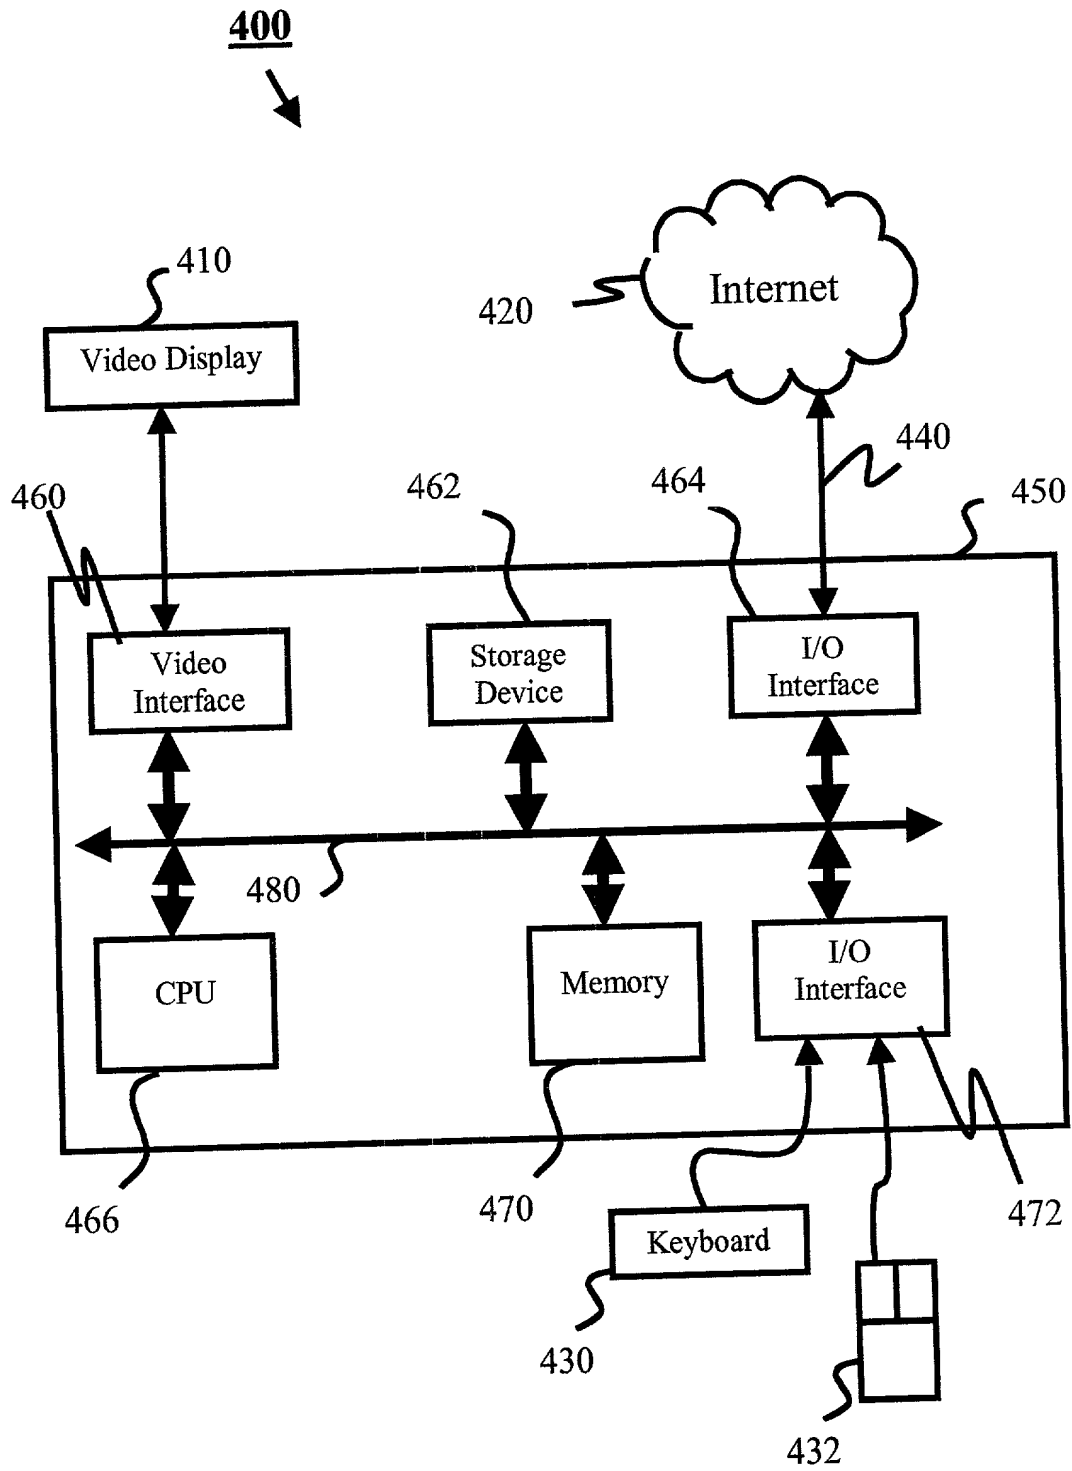 400
410
Video Display
420
Internet
440
460
462
464
450
Video
Interface
Storage
Device
I/O
Interface
480
CPU
Memory
I/O
Interface
466
470
472
Keyboard
430
432